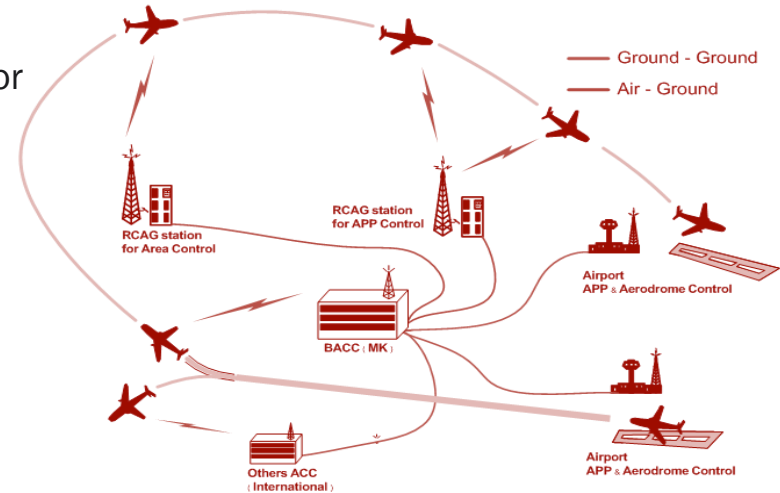 or
Ground - Ground
Air - Ground
RCAG station
for Area Control
RCAG station
for APP Control
Airport
APP & Aerodrome Control
BACC ( MK )
Others ACC
( International )
Airport
APP & Aerodrome Control